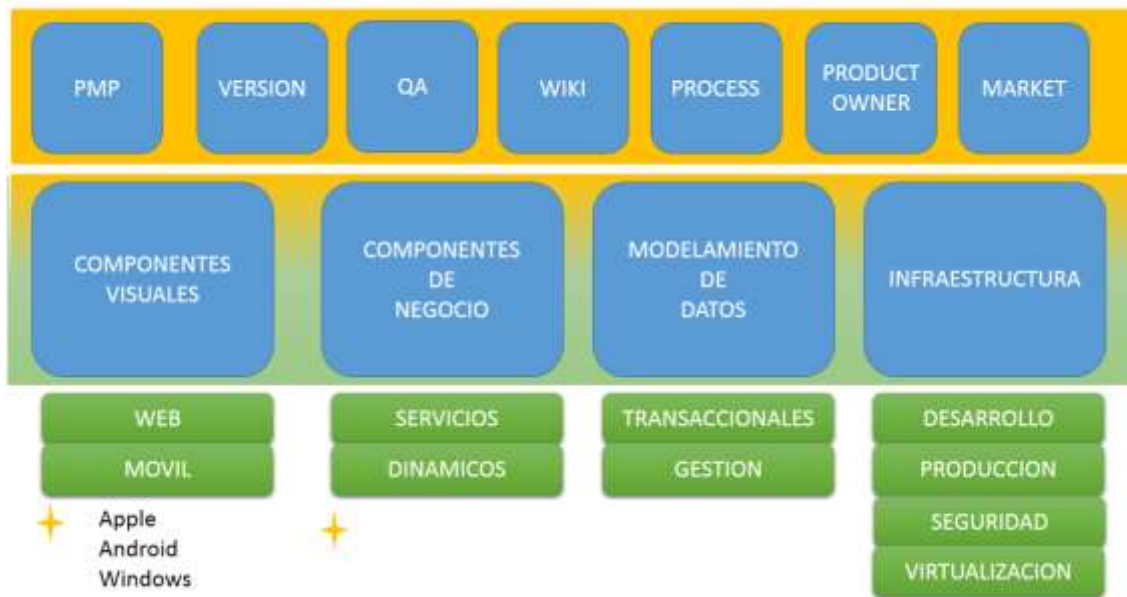 PMP
VERSION
QA
WIKI
PROCESS
PRODUCT
OWNER
MARKET
COMPONENTES
VISUALES
COMPONENTES
DE
NEGOCIO
MODELAMIENTO
DE
DATOS
INFRAESTRUCTURA
WEB
MOVIL
Apple
Android
Windows
SERVICIOS
DINAMICOS
TRANSACCIONALES
GESTION
DESARROLLO
PRODUCCION
SEGURIDAD
VIRTUALIZACION